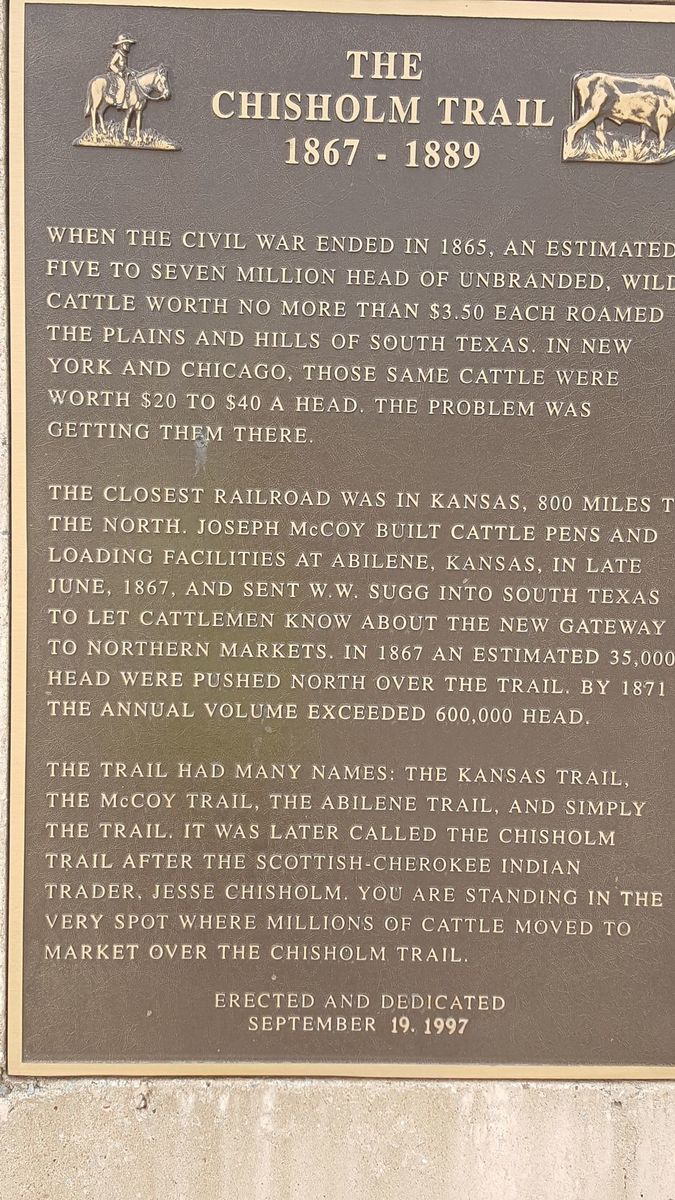 THE
CHISHOLM TRAIL
1867 - 1889
WHEN THE CIVIL WAR ENDED IN 1865, AN ESTIMATED
FIVE TO SEVEN MILLION HEAD OF UNBRANDED, WILD
CATTLE WORTH NO MORE THAN $3.50 EACH ROAMED
THE PLAINS AND HILLS OF SOUTH TEXAS. IN NEW
YORK AND CHICAGO, THOSE SAME CATTLE WERE
WORTH $20 TO $40 A HEAD. THE PROBLEM WAS
GETTING THEM THERE.
THE CLOSEST RAILROAD WAS IN KANSAS, 800 MILES T
THE NORTH. JOSEPH McCOY BUILT CATTLE PENS AND
LOADING FACILITIES AT ABILENE, KANSAS, IN LATE
JUNE, 1867, AND SENT W.W. SUGG INTO SOUTH TEXAS
TO LET CATTLEMEN KNOW ABOUT THE NEW GATEWAY
TO NORTHERN MARKETS. IN 1867 AN ESTIMATED 35,000
HEAD WERE PUSHED NORTH OVER THE TRAIL. BY 1871
THE ANNUAL VOLUME EXCEEDED 600,000 HEAD.
THE TRAIL HAD MANY NAMES: THE KANSAS TRAIL,
THE McCOY TRAIL, THE ABILENE TRAIL, AND SIMPLY
THE TRAIL. IT WAS LATER CALLED THE CHISHOLM
TRAIL AFTER THE SCOTTISH-CHEROKEE INDIAN
TRADER, JESSE CHISHOLM. YOU ARE STANDING IN THE
VERY SPOT WHERE MILLIONS OF CATTLE MOVED TO
MARKET OVER THE CHISHOLM TRAIL.
ERECTED AND DEDICATED
SEPTEMBER 19. 1997